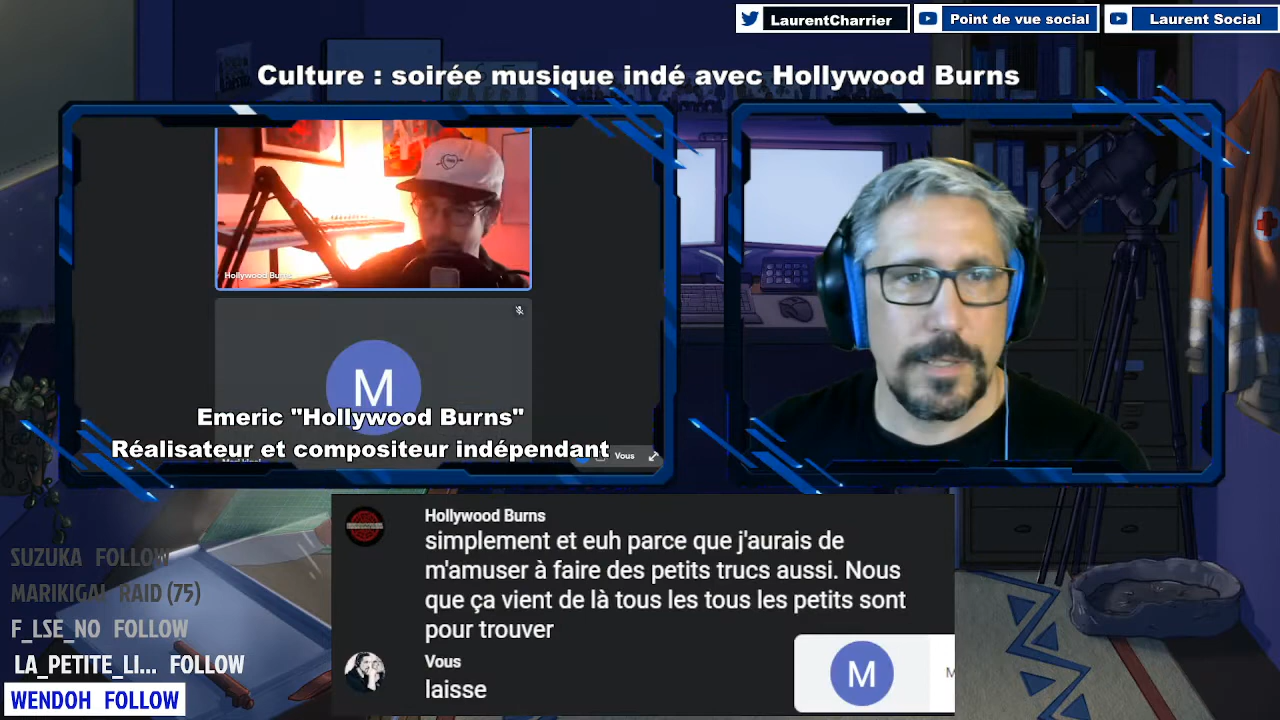 LaurentCharrier
Point de vue social
Laurent Social
Culture : soirée musique indé avec Hollywood Burns
Hollywood Burns
M
Emeric "Hollywood Burns"
Réalisateur et compositeur indépendant
Vous
Hollywood Burns
simplement et euh parce que j'aurais de
m'amuser à faire des petits trucs aussi. Nous
que ça vient de là tous les tous les petits sont
pour trouver
Vous
laisse
M
M
SUZUKA FOLLOW
MARIKIGAI RAID (75)
F_LSE_NO FOLLOW
LA_PETITE_LI... FOLLOW
WENDOH FOLLOW